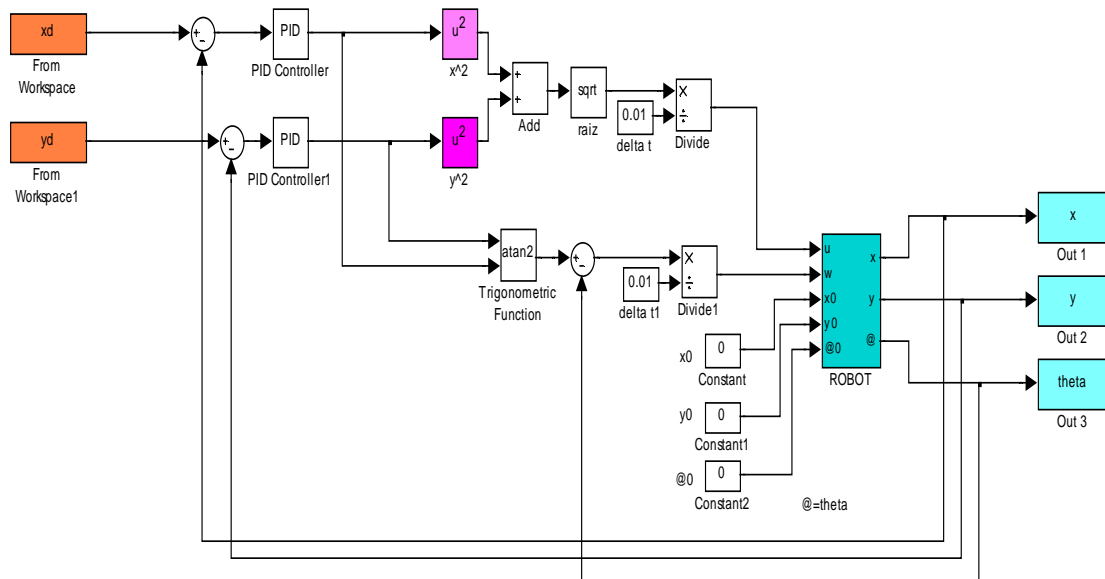 xd
From
Workspace
+
-
PID
PID Controller
u2
x^2
yd
From
Workspace1
+
-
PID
PID Controller1
u2
y^2
+
+
Add
sqrt
raiz
0.01
delta t
×
÷
Divide
atan2
Trigonometric
Function
+
-
0.01
delta t1
×
÷
Divide1
x0
0
Constant
y0
0
Constant1
@0
0
Constant2
u
w
x0
y0
@0
x
y
@
ROBOT
@=theta
x
Out 1
y
Out 2
theta
Out 3